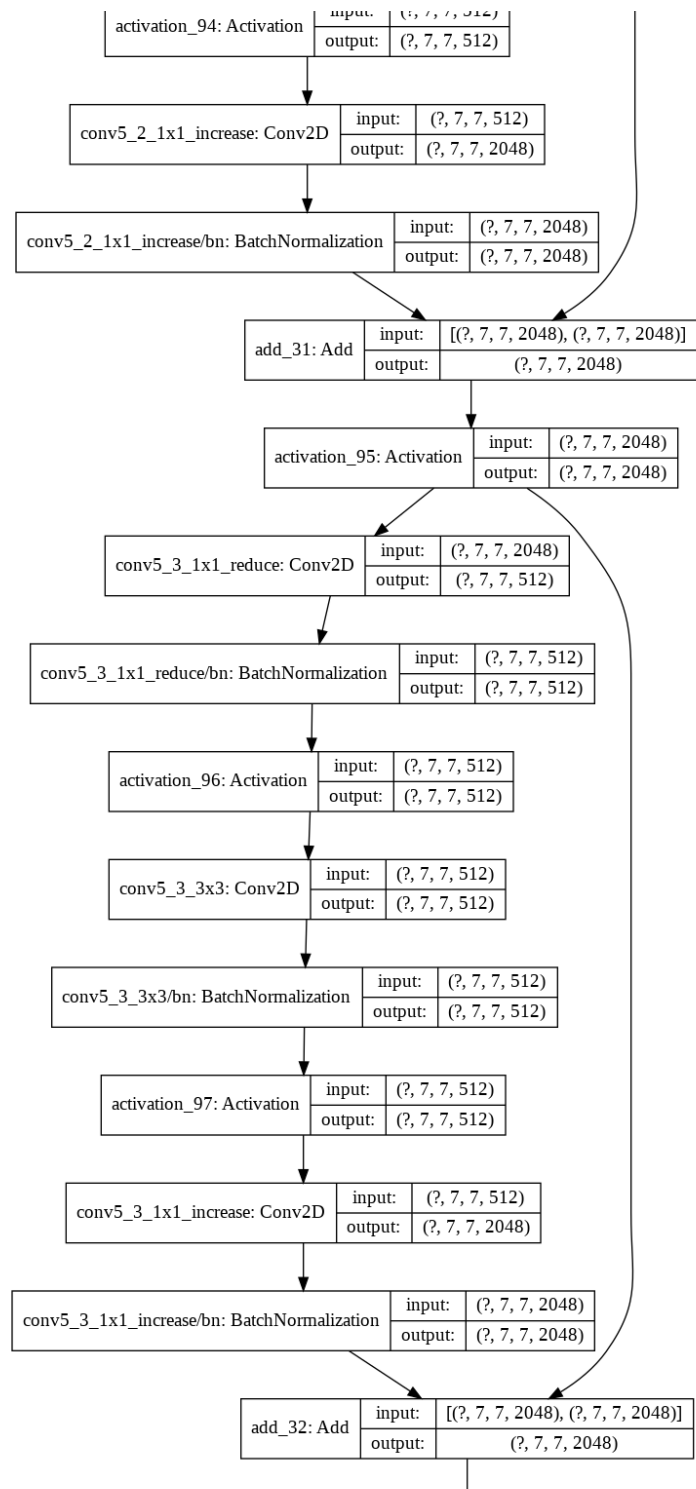 activation_94: Activation
input: (?, 7, 7, 512)
output: (?, 7, 7, 512)
conv5_2_1x1_increase: Conv2D
input: (?, 7, 7, 512)
output: (?, 7, 7, 2048)
conv5_2_1x1_increase/bn: BatchNormalization
input: (?, 7, 7, 2048)
output: (?, 7, 7, 2048)
add_31: Add
input: [(?, 7, 7, 2048), (?, 7, 7, 2048)]
output: (?, 7, 7, 2048)
activation_95: Activation
input: (?, 7, 7, 2048)
output: (?, 7, 7, 2048)
conv5_3_1x1_reduce: Conv2D
input: (?, 7, 7, 2048)
output: (?, 7, 7, 512)
conv5_3_1x1_reduce/bn: BatchNormalization
input: (?, 7, 7, 512)
output: (?, 7, 7, 512)
activation_96: Activation
input: (?, 7, 7, 512)
output: (?, 7, 7, 512)
conv5_3_3x3: Conv2D
input: (?, 7, 7, 512)
output: (?, 7, 7, 512)
conv5_3_3x3/bn: BatchNormalization
input: (?, 7, 7, 512)
output: (?, 7, 7, 512)
activation_97: Activation
input: (?, 7, 7, 512)
output: (?, 7, 7, 512)
conv5_3_1x1_increase: Conv2D
input: (?, 7, 7, 512)
output: (?, 7, 7, 2048)
conv5_3_1x1_increase/bn: BatchNormalization
input: (?, 7, 7, 2048)
output: (?, 7, 7, 2048)
add_32: Add
input: [(?, 7, 7, 2048), (?, 7, 7, 2048)]
output: (?, 7, 7, 2048)